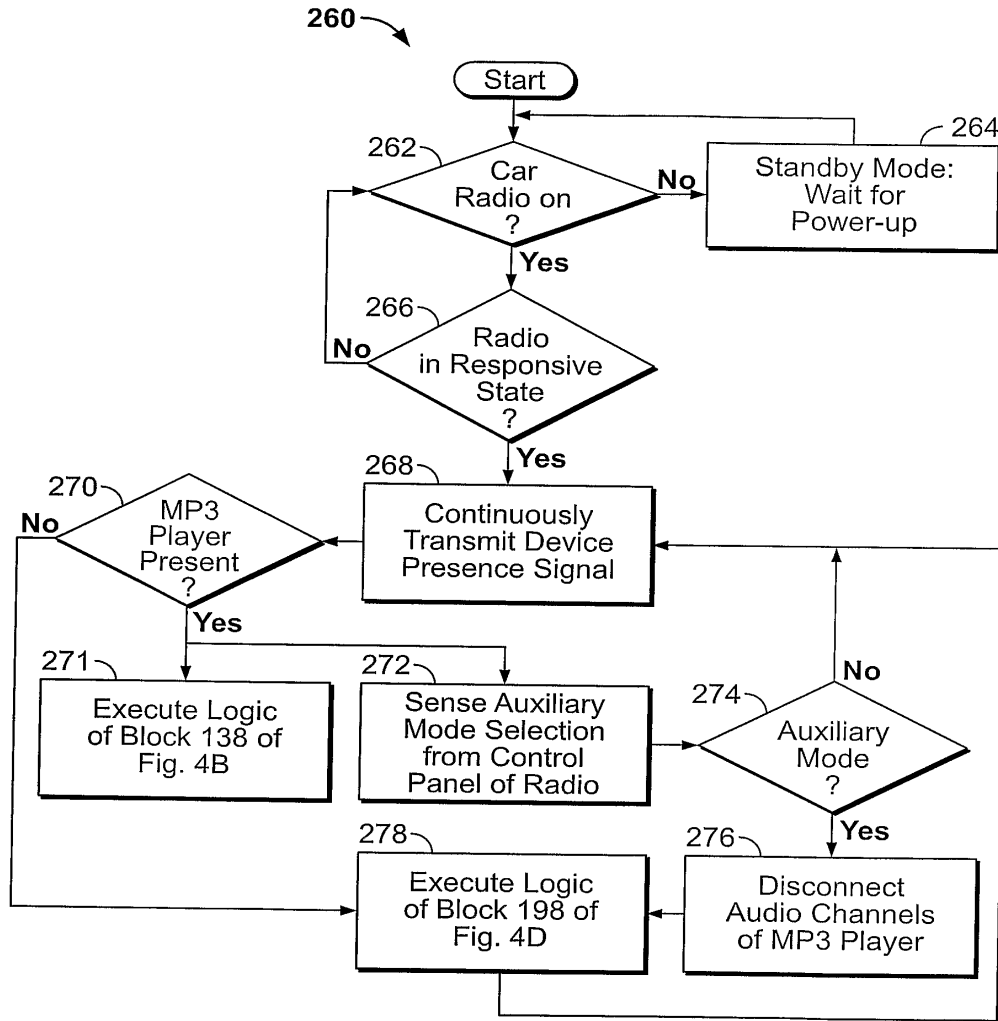 260
Start
262
Car
Radio on
?
No
264
Standby Mode:
Wait for
Power-up
Yes
266
Radio
in Responsive
State
?
No
Yes
268
Continuously
Transmit Device
Presence Signal
270
MP3
Player
Present
?
No
Yes
271
Execute Logic
of Block 138 of
Fig. 4B
272
Sense Auxiliary
Mode Selection
from Control
Panel of Radio
274
Auxiliary
Mode
?
No
Yes
276
Disconnect
Audio Channels
of MP3 Player
278
Execute Logic
of Block 198 of
Fig. 4D